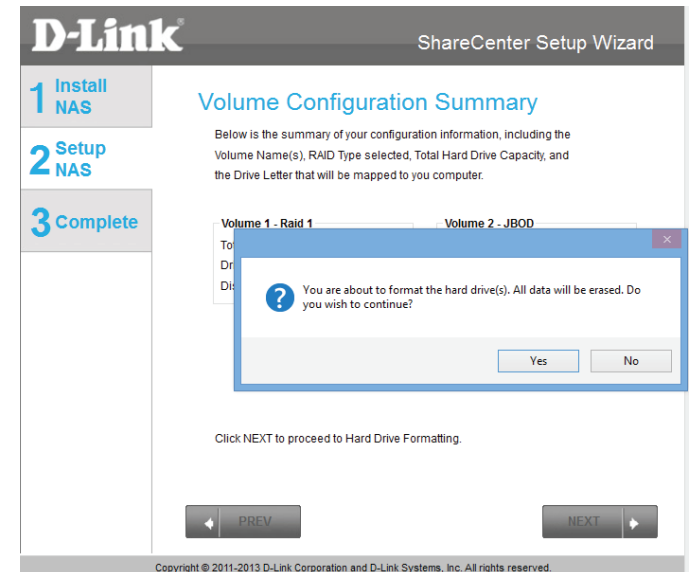 D-Link®
ShareCenter Setup Wizard
1 Install
NAS
2 Setup
NAS
3 Complete
Volume Configuration Summary
Below is the summary of your configuration information, including the
Volume Name(s), RAID Type selected, Total Hard Drive Capacity, and
the Drive Letter that will be mapped to you computer.
Volume 1 - Raid 1
Volume 2 - JBOD
You are about to format the hard drive(s). All data will be erased. Do
you wish to continue?
Yes
No
Click NEXT to proceed to Hard Drive Formatting.
PREV
NEXT
Copyright © 2011-2013 D-Link Corporation and D-Link Systems, Inc. All rights reserved.